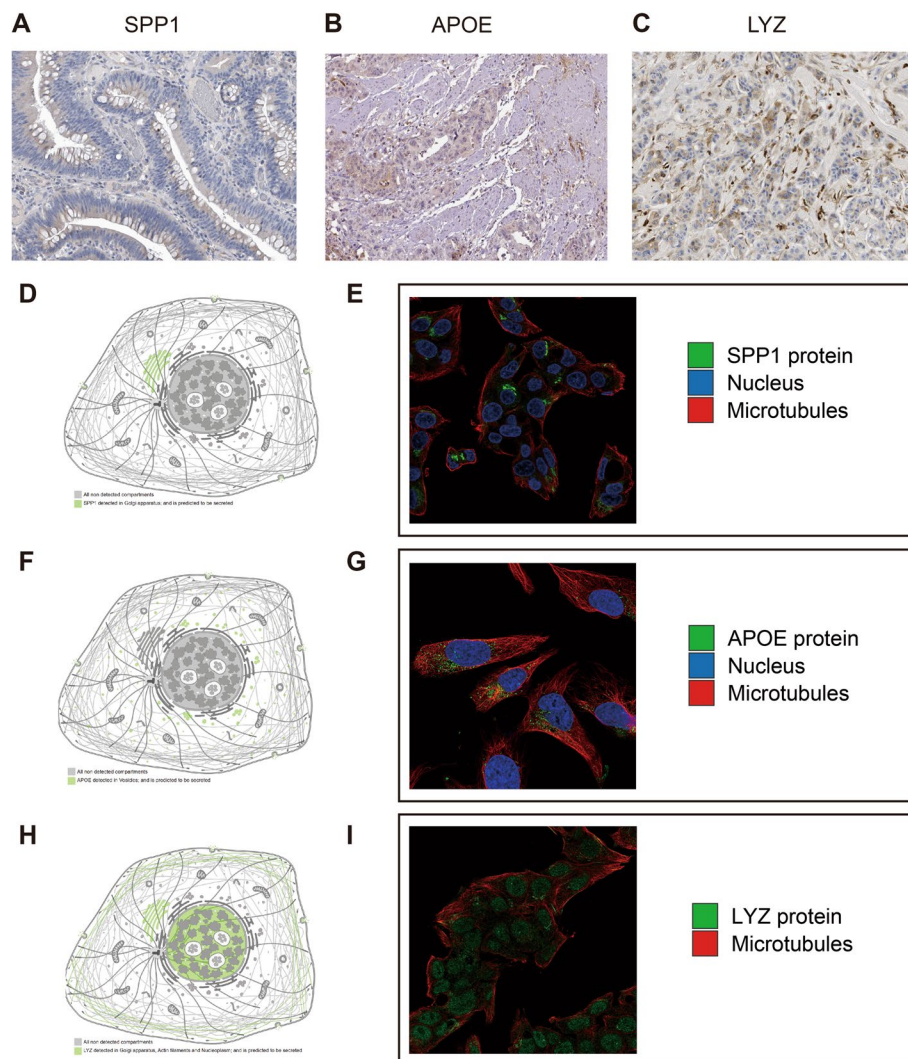 A SPP1 B APOE C LYZ
D E
SPP1 protein
Nucleus
Microtubules
All non detected compartments
SPP1 detected in Golgi apparatus; and is predicted to be secreted
F G
APOE protein
Nucleus
Microtubules
All non detected compartments
APOE detected in Vesicles; and is predicted to be secreted
H I
LYZ protein
Microtubules
All non detected compartments
LYZ detected in Golgi apparatus, Actin filaments and Nucleoplasm; and is predicted to be secreted